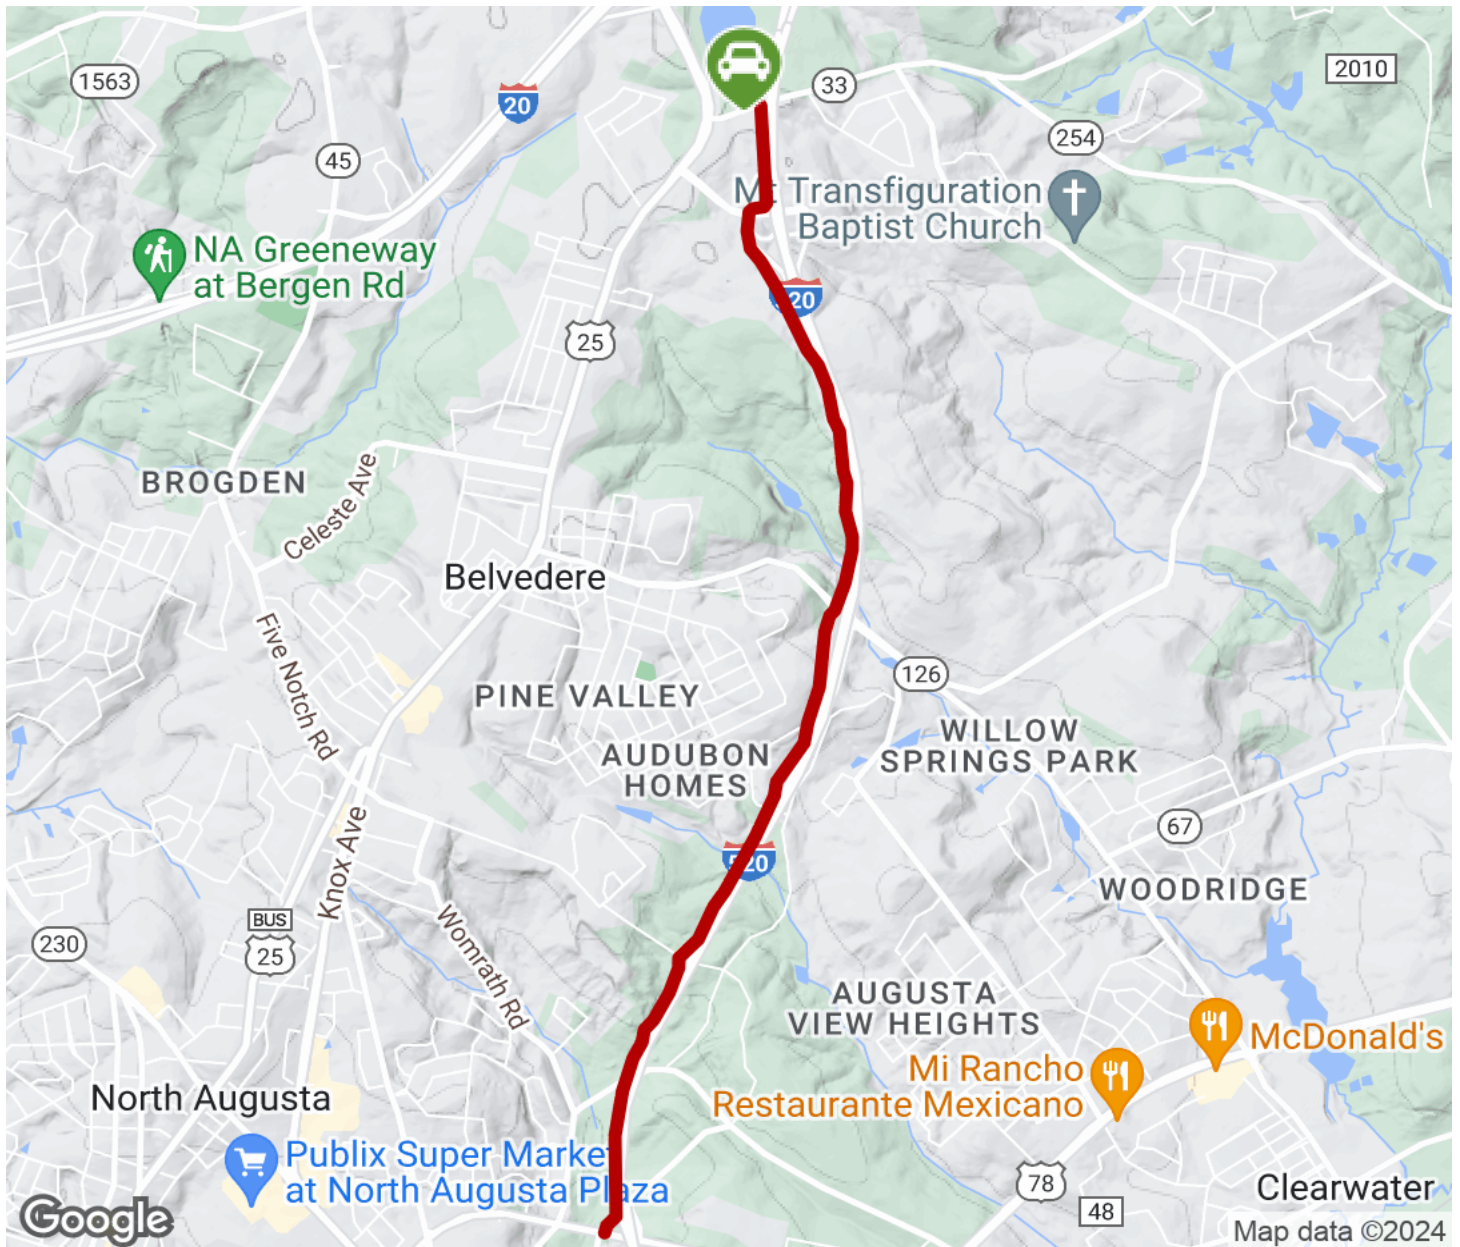 1563
2010
20
33
45
254
Mt Transfiguration
Baptist Church
NA Greeneway
at Bergen Rd
20
25
BROGDEN
Celeste Ave
Belvedere
Five Notch Rd
126
PINE VALLEY
WILLOW
SPRINGS PARK
AUDUBON
HOMES
67
Knox Ave
520
WOODRIDGE
BUS
25
230
Womrath Rd
AUGUSTA
VIEW HEIGHTS
McDonald's
Mi Rancho
Restaurante Mexicano
North Augusta
Publix Super Market
at North Augusta Plaza
78
48
Clearwater
Google
Map data ©2024